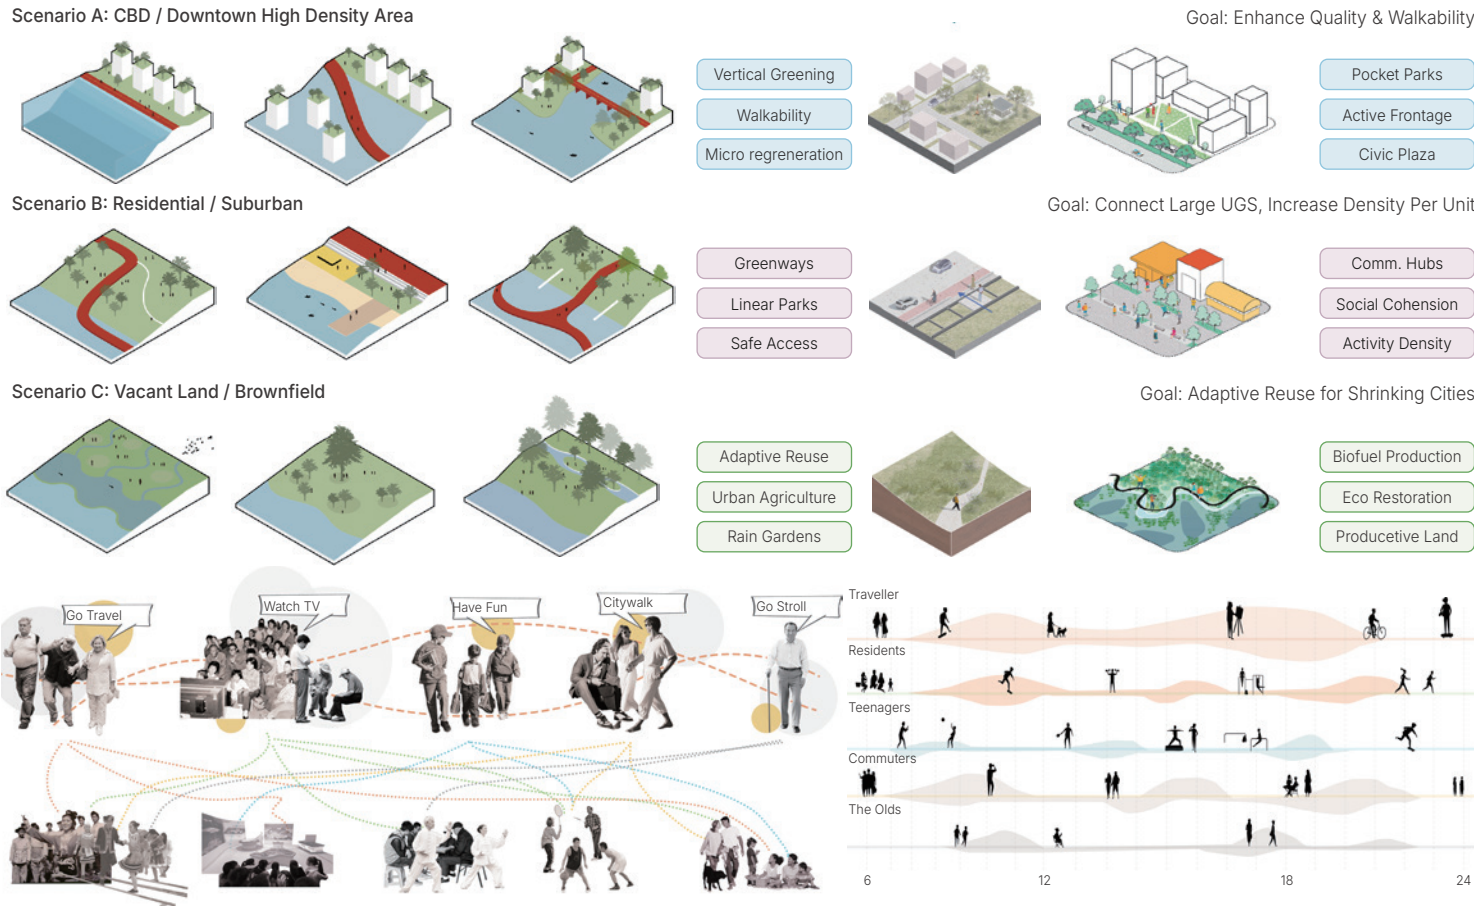 Scenario A: CBD / Downtown High Density Area
Goal: Enhance Quality & Walkability
Vertical Greening
Walkability
Micro regreneration
Pocket Parks
Active Frontage
Civic Plaza
Scenario B: Residential / Suburban
Goal: Connect Large UGS, Increase Density Per Unit
Greenways
Linear Parks
Safe Access
Comm. Hubs
Social Cohension
Activity Density
Scenario C: Vacant Land / Brownfield
Goal: Adaptive Reuse for Shrinking Cities
Adaptive Reuse
Urban Agriculture
Rain Gardens
Biofuel Production
Eco Restoration
Producetive Land
Go Travel
Watch TV
Have Fun
Citywalk
Go Stroll
Traveller
Residents
Teenagers
Commuters
The Olds
6 12 18 24